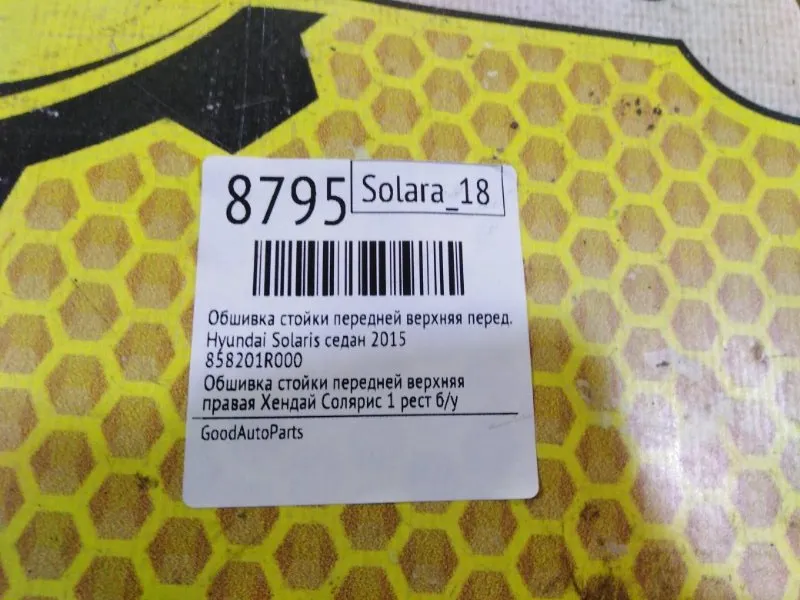 8795
Solara_18
Обшивка стойки передней верхняя перед.
Hyundai Solaris седан 2015
858201R000
Обшивка стойки передней верхняя
правая Хендай Солярис 1 рест б/у
GoodAutoParts